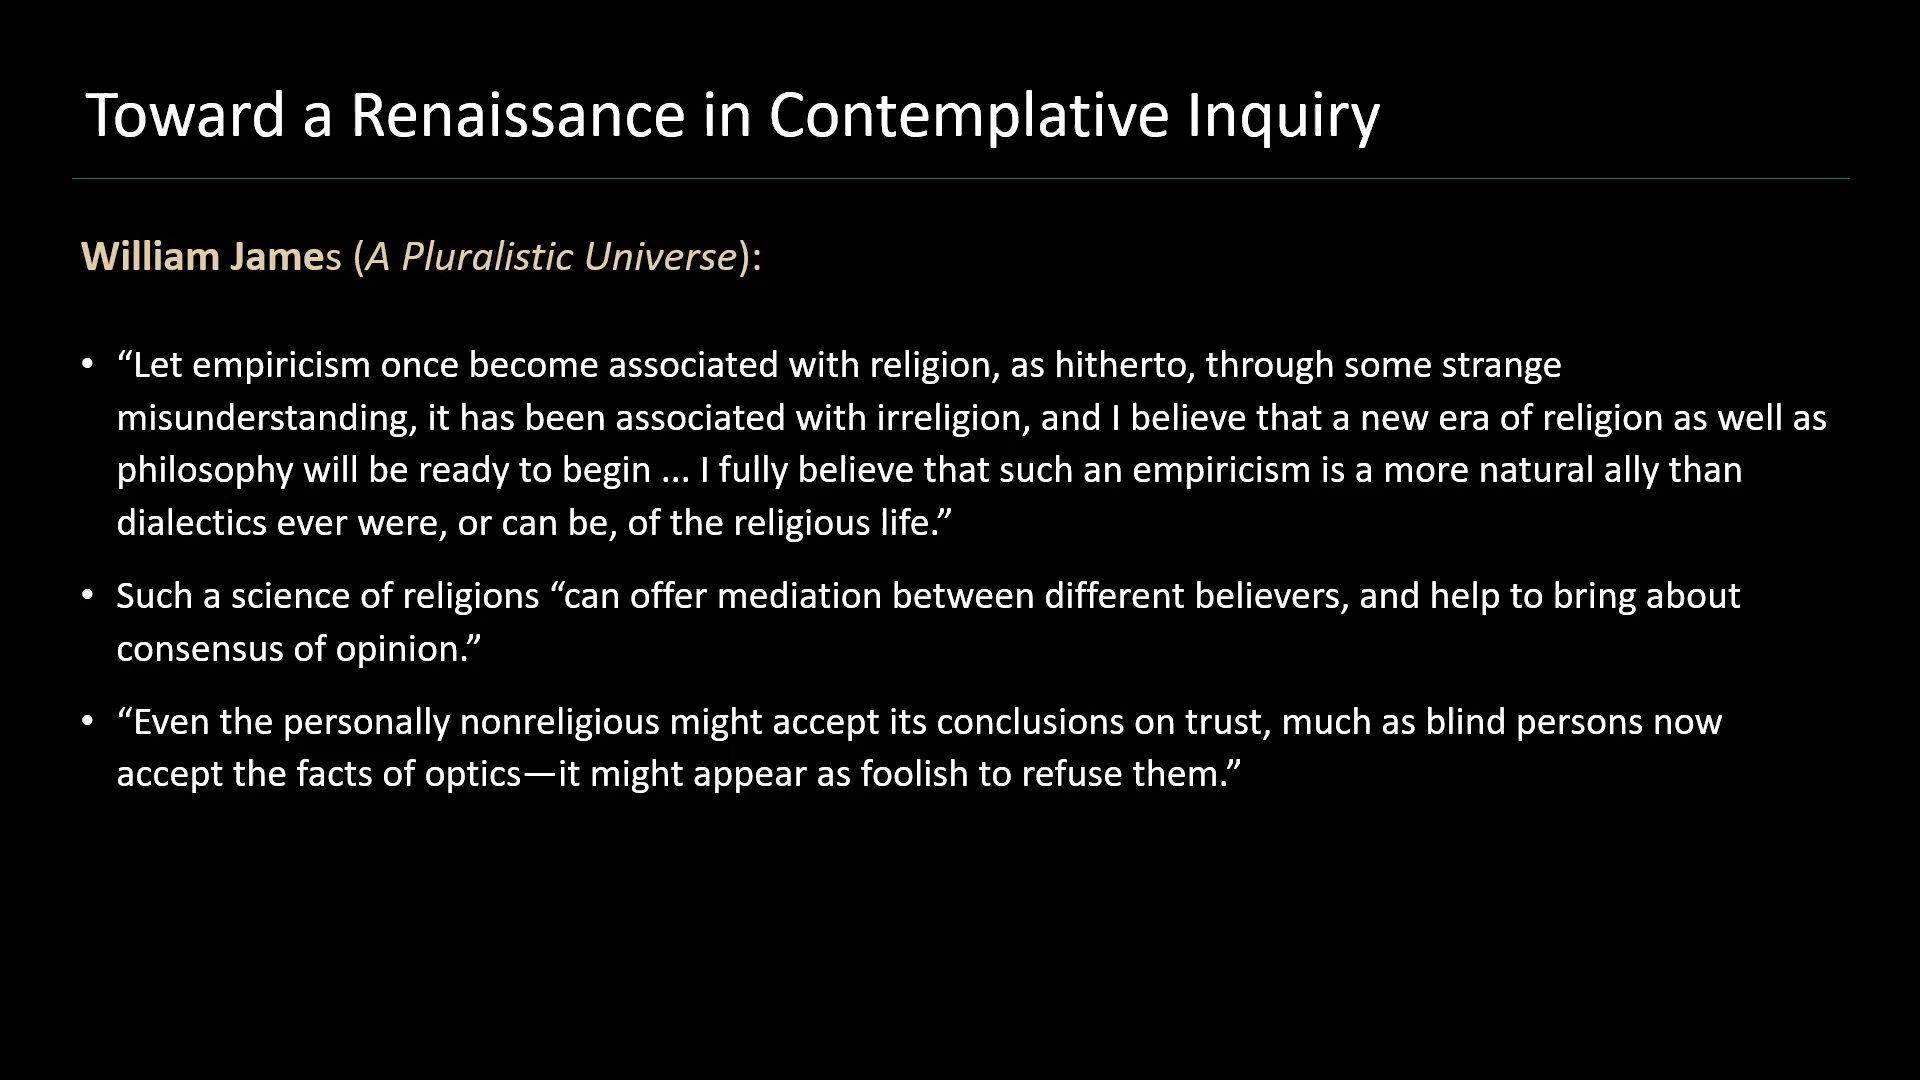 Toward a Renaissance in Contemplative Inquiry
William James (A Pluralistic Universe):
• “Let empiricism once become associated with religion, as hitherto, through some strange
misunderstanding, it has been associated with irreligion, and I believe that a new era of religion as well as
philosophy will be ready to begin ... I fully believe that such an empiricism is a more natural ally than
dialectics ever were, or can be, of the religious life.”
• Such a science of religions “can offer mediation between different believers, and help to bring about
consensus of opinion.”
• “Even the personally nonreligious might accept its conclusions on trust, much as blind persons now
accept the facts of optics—it might appear as foolish to refuse them.”